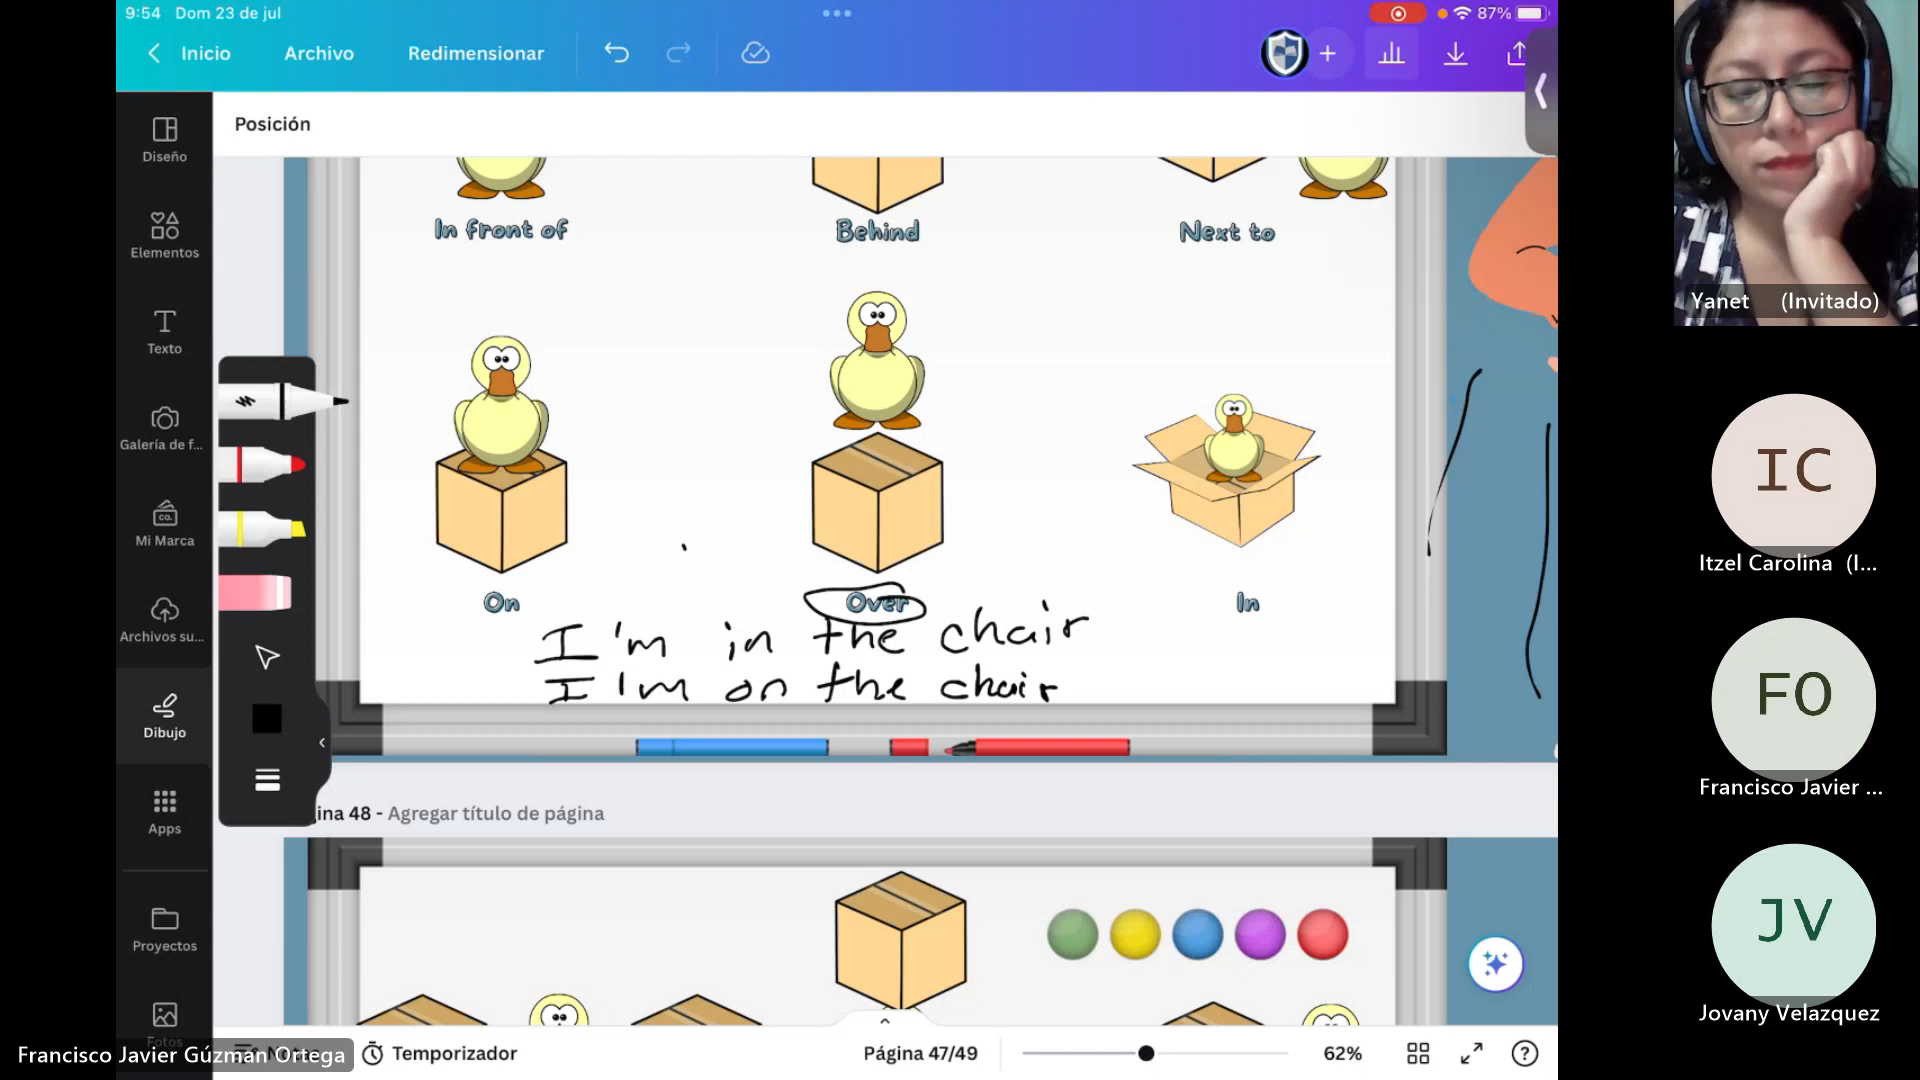 9:54 Dom 23 de jul
87%
Inicio
Archivo
Redimensionar
Posición
Diseño
Elementos
Texto
Galería de f...
CO.
Mi Marca
Archivos su...
Dibujo
Apps
Proyectos
Fotos
In front of
Behind
Next to
On
Over
In
I'm in the chair
I'm on the chair
ina 48 - Agregar título de página
Francisco Javier Gúzman Ortega
Temporizador
Página 47/49
62%
Yanet (Invitado)
IC
Itzel Carolina (I...
FO
Francisco Javier ...
JV
Jovany Velazquez